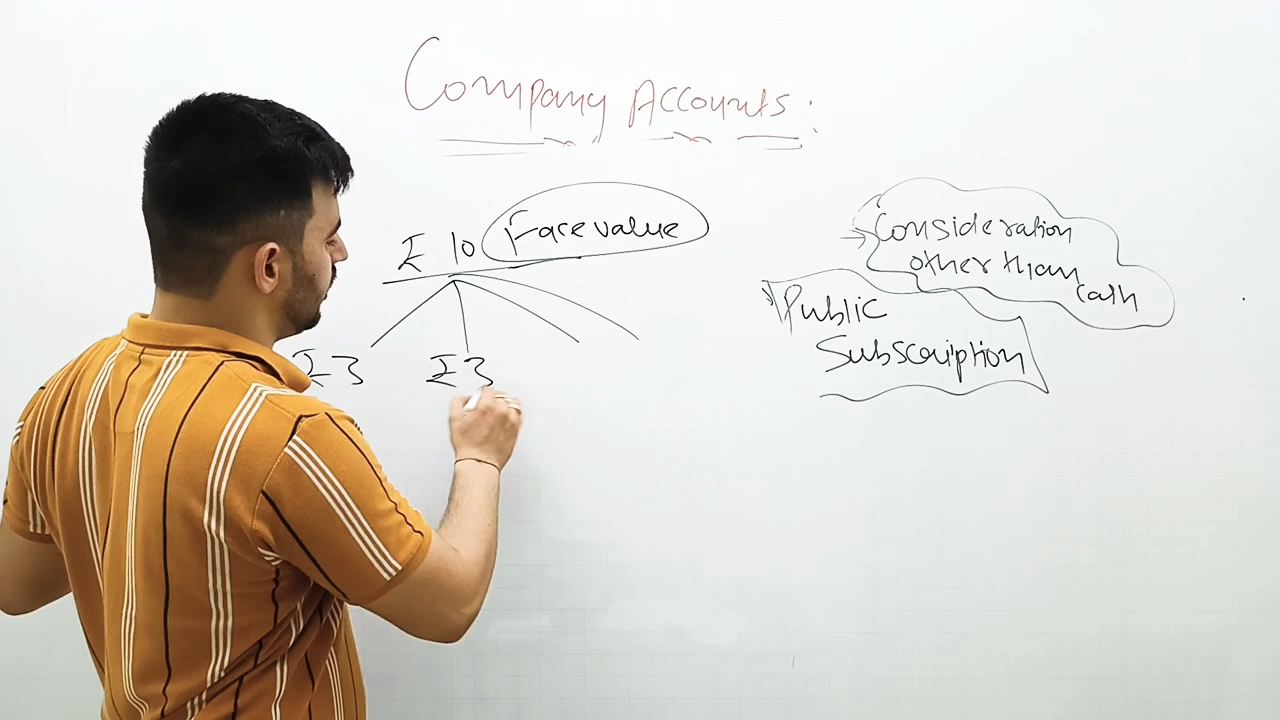 Company Accounts:
₹ 10 Face value
₹ 3 ₹ 3
Consideration
other than
cash
Public
Subscription